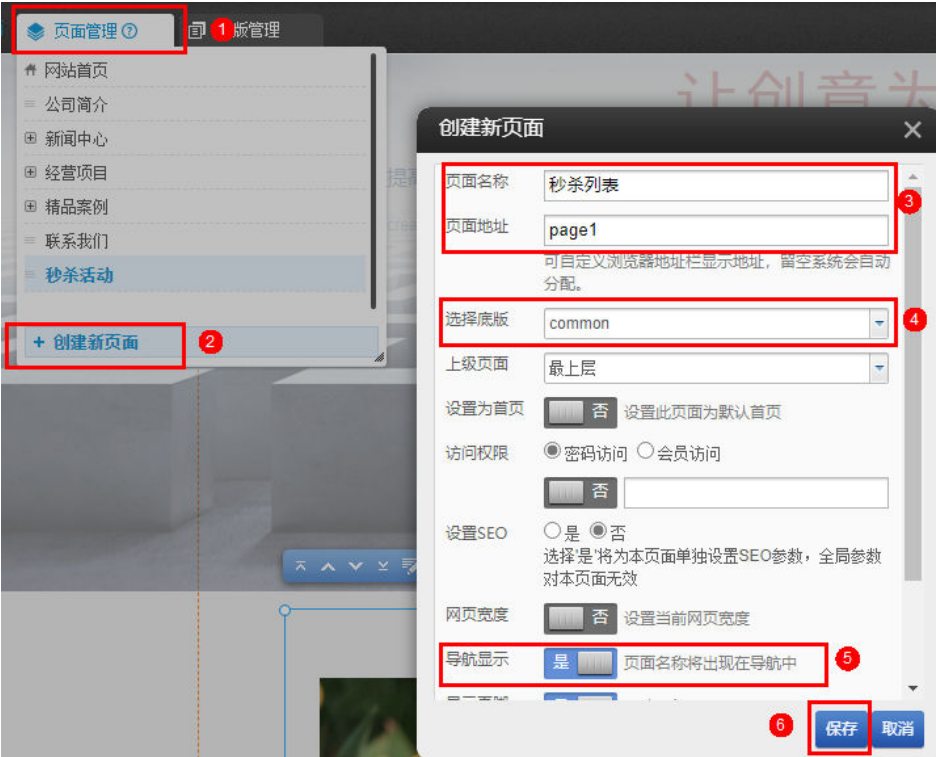 页面管理
1
版管理
网站首页
公司简介
新闻中心
经营项目
精品案例
联系我们
秒杀活动
+ 创建新页面
2
让创意为
提高
创建新页面
页面名称
秒杀列表
3
页面地址
page1
可自定义浏览器地址栏显示地址，留空系统会自动
分配。
选择底版
common
4
上级页面
最上层
设置为首页
否
设置此页面为默认首页
访问权限
密码访问
会员访问
否
设置SEO
是
否
选择'是'将为本页面单独设置SEO参数，全局参数
对本页面无效
网页宽度
否
设置当前网页宽度
导航显示
是
页面名称将出现在导航中
5
6
保存
取消